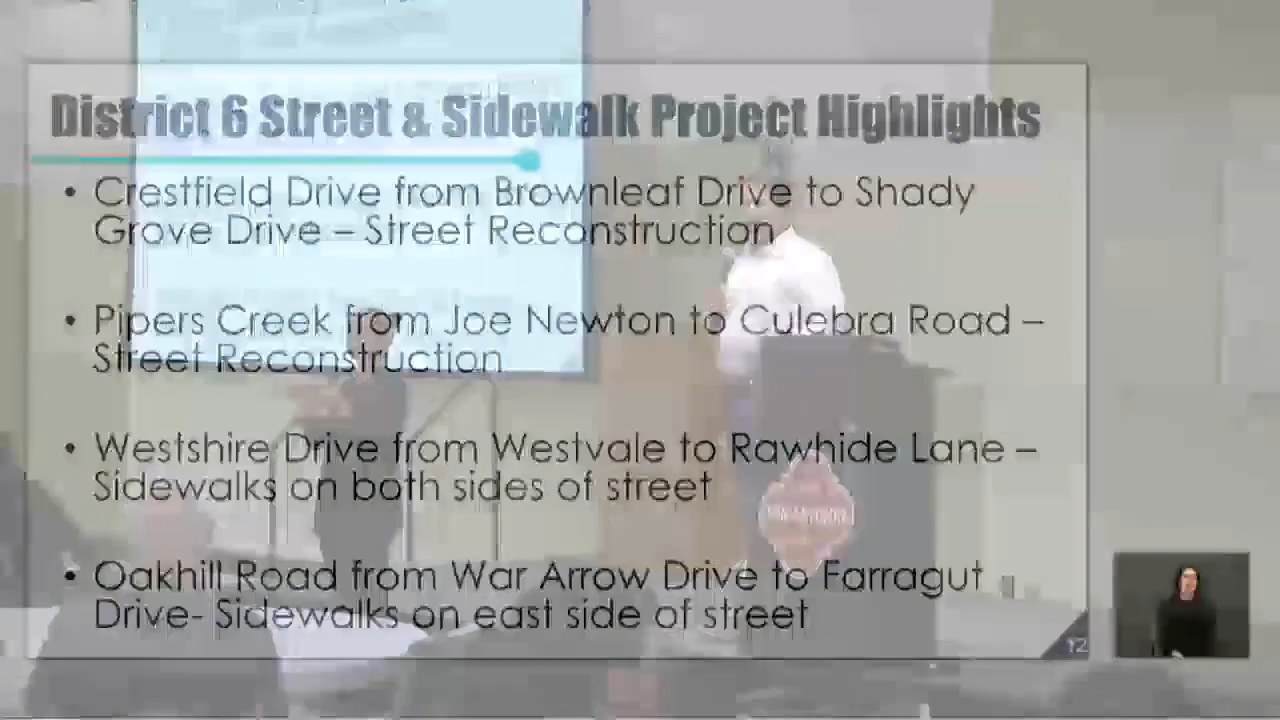 District 6 Street & Sidewalk Project Highlights
• Crestfield Drive from Brownleaf Drive to Shady
Grove Drive – Street Reconstruction
• Pipers Creek from Joe Newton to Culebra Road –
Street Reconstruction
• Westshire Drive from Westvale to Rawhide Lane –
Sidewalks on both sides of street
• Oakhill Road from War Arrow Drive to Farragut
Drive- Sidewalks on east side of street
12